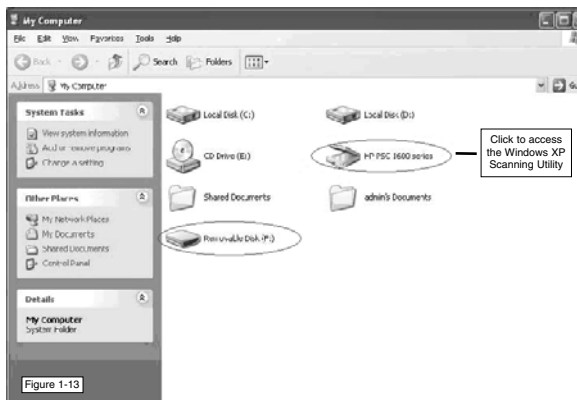 My Computer
File Edit View Favorites Tools Help
Back Search Folders
Address My Computer
System Tasks
View system information
Add or remove programs
Change a setting
Other Places
My Network Places
My Documents
Shared Documents
Control Panel
Details
My Computer
System Folder
Local Disk (C:)
Local Disk (D:)
CD Drive (E:)
HP PSC 1600 series
Shared Documents
admin's Documents
Removable Disk (F:)
Click to access
the Windows XP
Scanning Utility
Figure 1-13